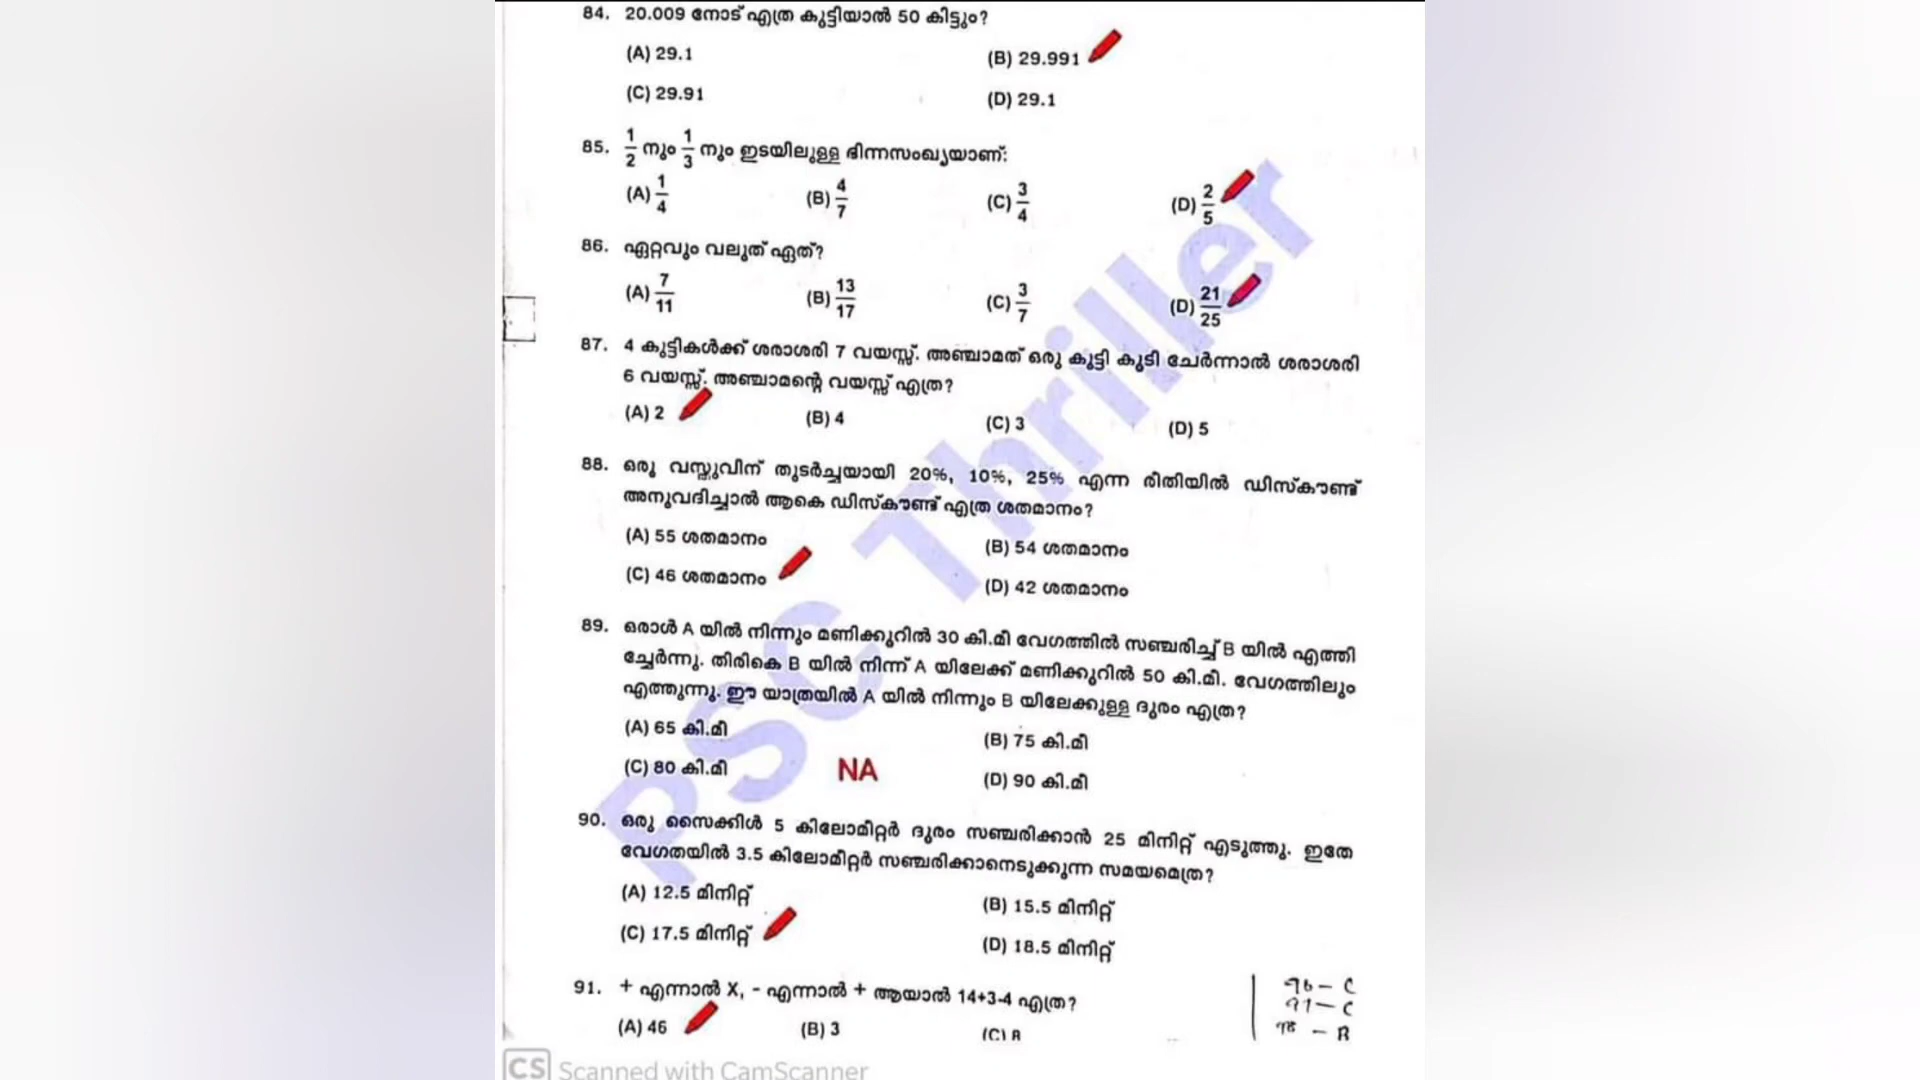 84. 20.009 നോട് എത്ര കൂട്ടിയാൽ 50 കിട്ടും?
(A) 29.1 (B) 29.991
(C) 29.91 (D) 29.1
85. 1/2 നും 1/3 നും ഇടയിലുള്ള ഭിന്നസംഖ്യയാണ്:
(A) 1/4 (B) 4/7 (C) 3/4 (D) 2/5
86. ഏറ്റവും വലുത് ഏത്?
(A) 7/11 (B) 13/17 (C) 3/7 (D) 21/25
87. 4 കുട്ടികൾക്ക് ശരാശരി 7 വയസ്സ്. അഞ്ചാമത് ഒരു കുട്ടി കൂടി ചേർന്നാൽ ശരാശരി
6 വയസ്സ്. അഞ്ചാമന്റെ വയസ്സ് എത്ര?
(A) 2 (B) 4 (C) 3 (D) 5
88. ഒരു വസ്തുവിന് തുടർച്ചയായി 20%, 10%, 25% എന്ന രീതിയിൽ ഡിസ്കൗണ്ട്
അനുവദിച്ചാൽ ആകെ ഡിസ്കൗണ്ട് എത്ര ശതമാനം?
(A) 55 ശതമാനം (B) 54 ശതമാനം
(C) 46 ശതമാനം (D) 42 ശതമാനം
89. ഒരാൾ A യിൽ നിന്നും മണിക്കൂറിൽ 30 കി.മീ വേഗത്തിൽ സഞ്ചരിച്ച് B യിൽ എത്തി
ച്ചേർന്നു. തിരികെ B യിൽ നിന്ന് A യിലേക്ക് മണിക്കൂറിൽ 50 കി.മി. വേഗത്തിലും
എത്തുന്നു. ഈ യാത്രയിൽ A യിൽ നിന്നും B യിലേക്കുള്ള ദൂരം എത്ര?
(A) 65 കി.മീ (B) 75 കി.മീ
(C) 80 കി.മീ NA (D) 90 കി.മീ
90. ഒരു സൈക്കിൾ 5 കിലോമീറ്റർ ദൂരം സഞ്ചരിക്കാൻ 25 മിനിറ്റ് എടുത്തു. ഇതേ
വേഗതയിൽ 3.5 കിലോമീറ്റർ സഞ്ചരിക്കാനെടുക്കുന്ന സമയമെത്ര?
(A) 12.5 മിനിറ്റ് (B) 15.5 മിനിറ്റ്
(C) 17.5 മിനിറ്റ് (D) 18.5 മിനിറ്റ്
91. + എന്നാൽ X, - എന്നാൽ + ആയാൽ 14+3-4 എത്ര?
(A) 46 (B) 3 (C) 8
96 - C
97 - C
98 - B
PSC Thriller
CS Scanned with CamScanner